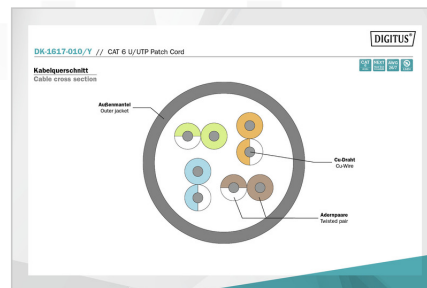 DIGITUS®
DK-1617-010/Y // CAT 6 U/UTP Patch Cord
Kabelquerschnitt
Cable cross section
Außenmantel
Outer jacket
Cu-Draht
Cu-Wire
Adernpaare
Twisted pair